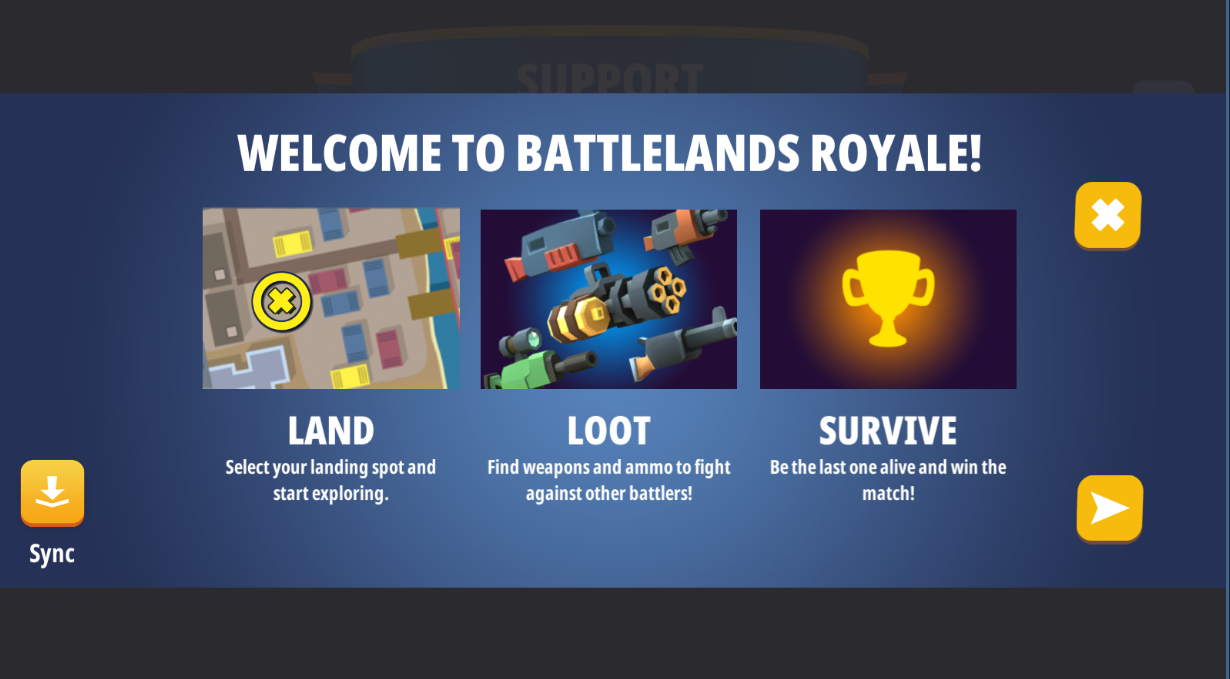 SUPPORT
WELCOME TO BATTLELANDS ROYALE!
LAND
Select your landing spot and
start exploring.
LOOT
Find weapons and ammo to fight
against other battlers!
SURVIVE
Be the last one alive and win the
match!
Sync